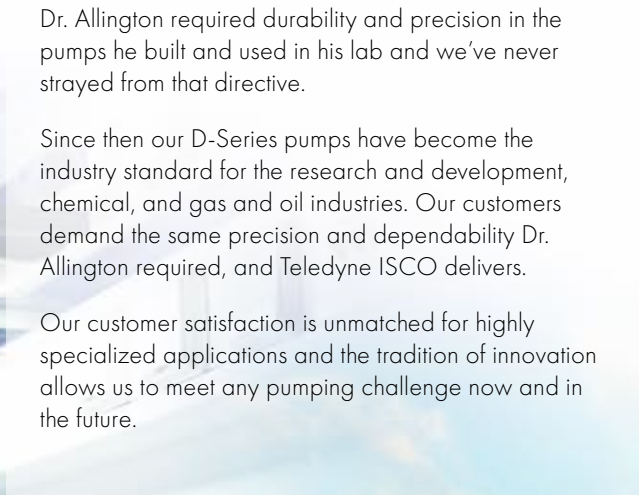 Dr. Allington required durability and precision in the
pumps he built and used in his lab and we’ve never
strayed from that directive.
Since then our D-Series pumps have become the
industry standard for the research and development,
chemical, and gas and oil industries. Our customers
demand the same precision and dependability Dr.
Allington required, and Teledyne ISCO delivers.
Our customer satisfaction is unmatched for highly
specialized applications and the tradition of innovation
allows us to meet any pumping challenge now and in
the future.